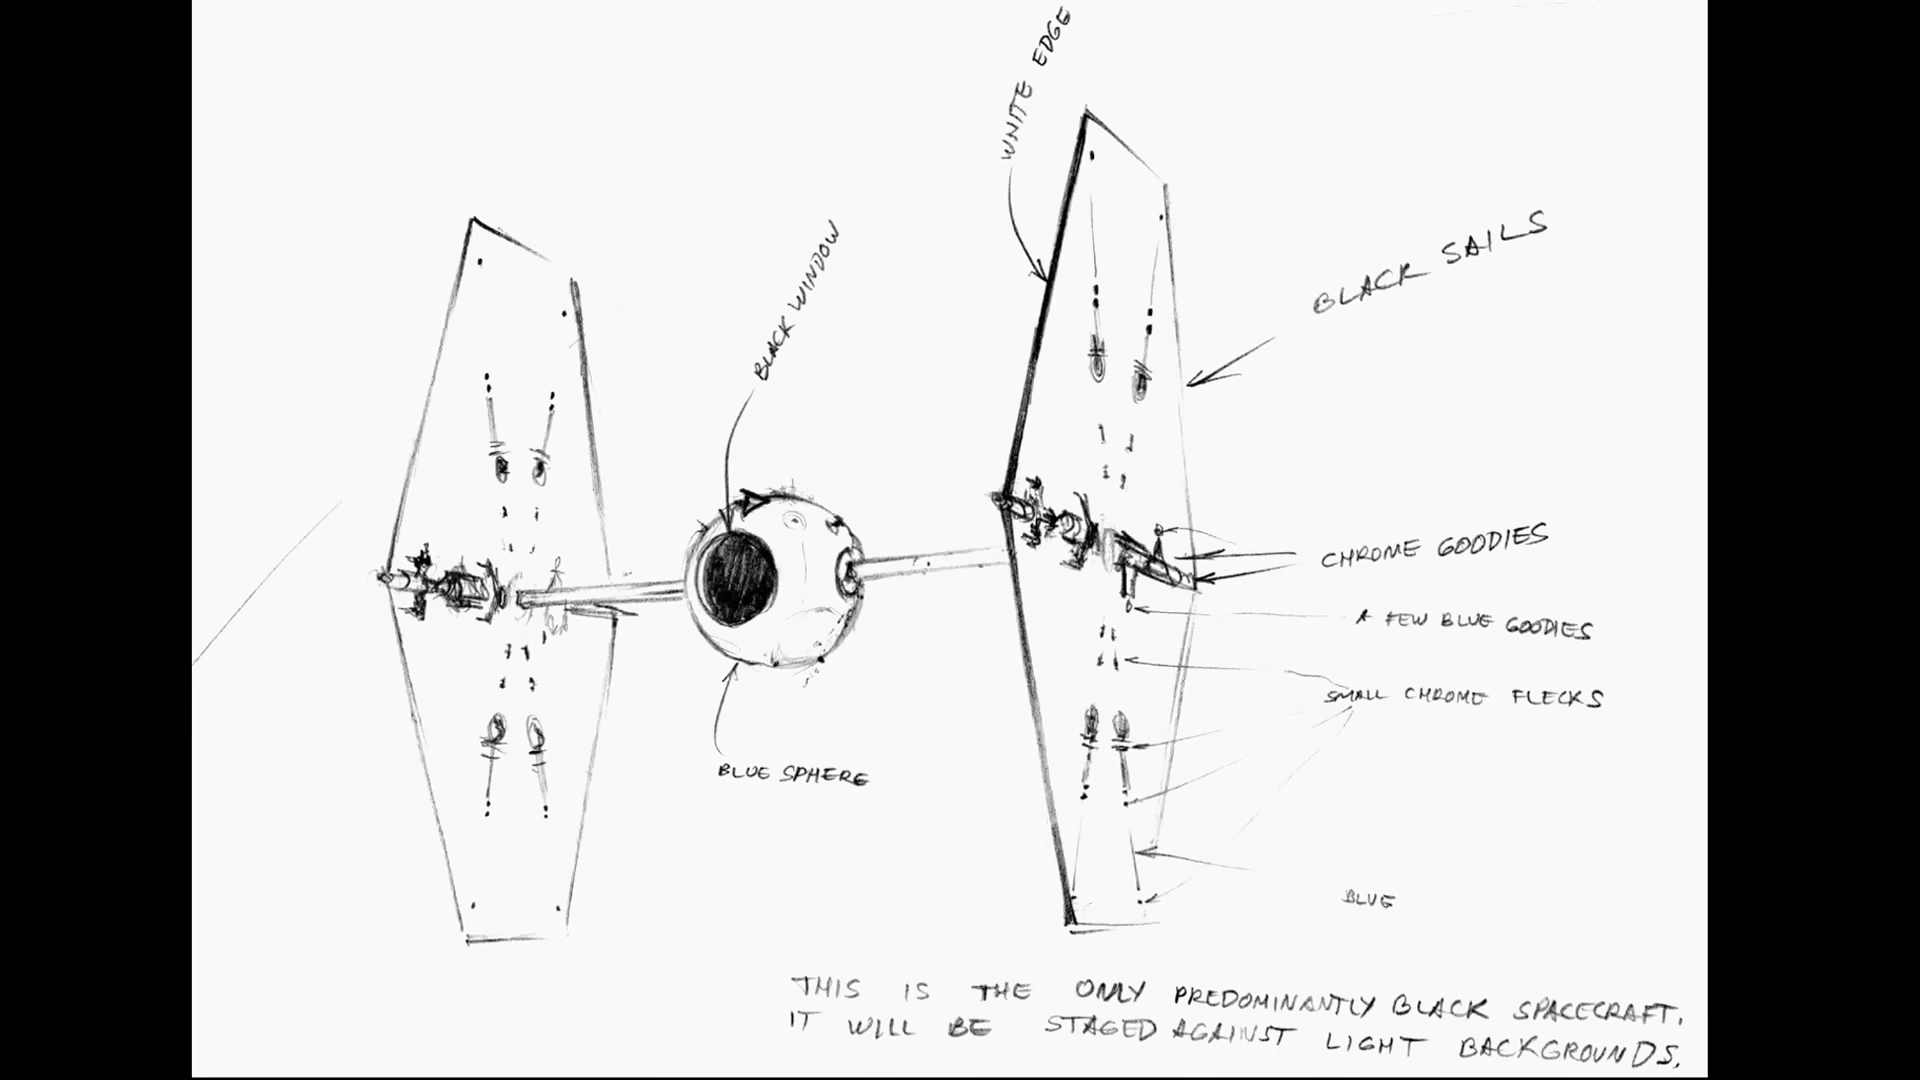 WHITE EDGE
BLACK SAILS
BLACK WINDOW
CHROME GOODIES
A FEW BLUE GOODIES
SMALL CHROME FLECKS
BLUE SPHERE
BLUE
THIS IS THE ONLY PREDOMINANTLY BLACK SPACECRAFT.
IT WILL BE STAGED AGAINST LIGHT BACKGROUNDS.